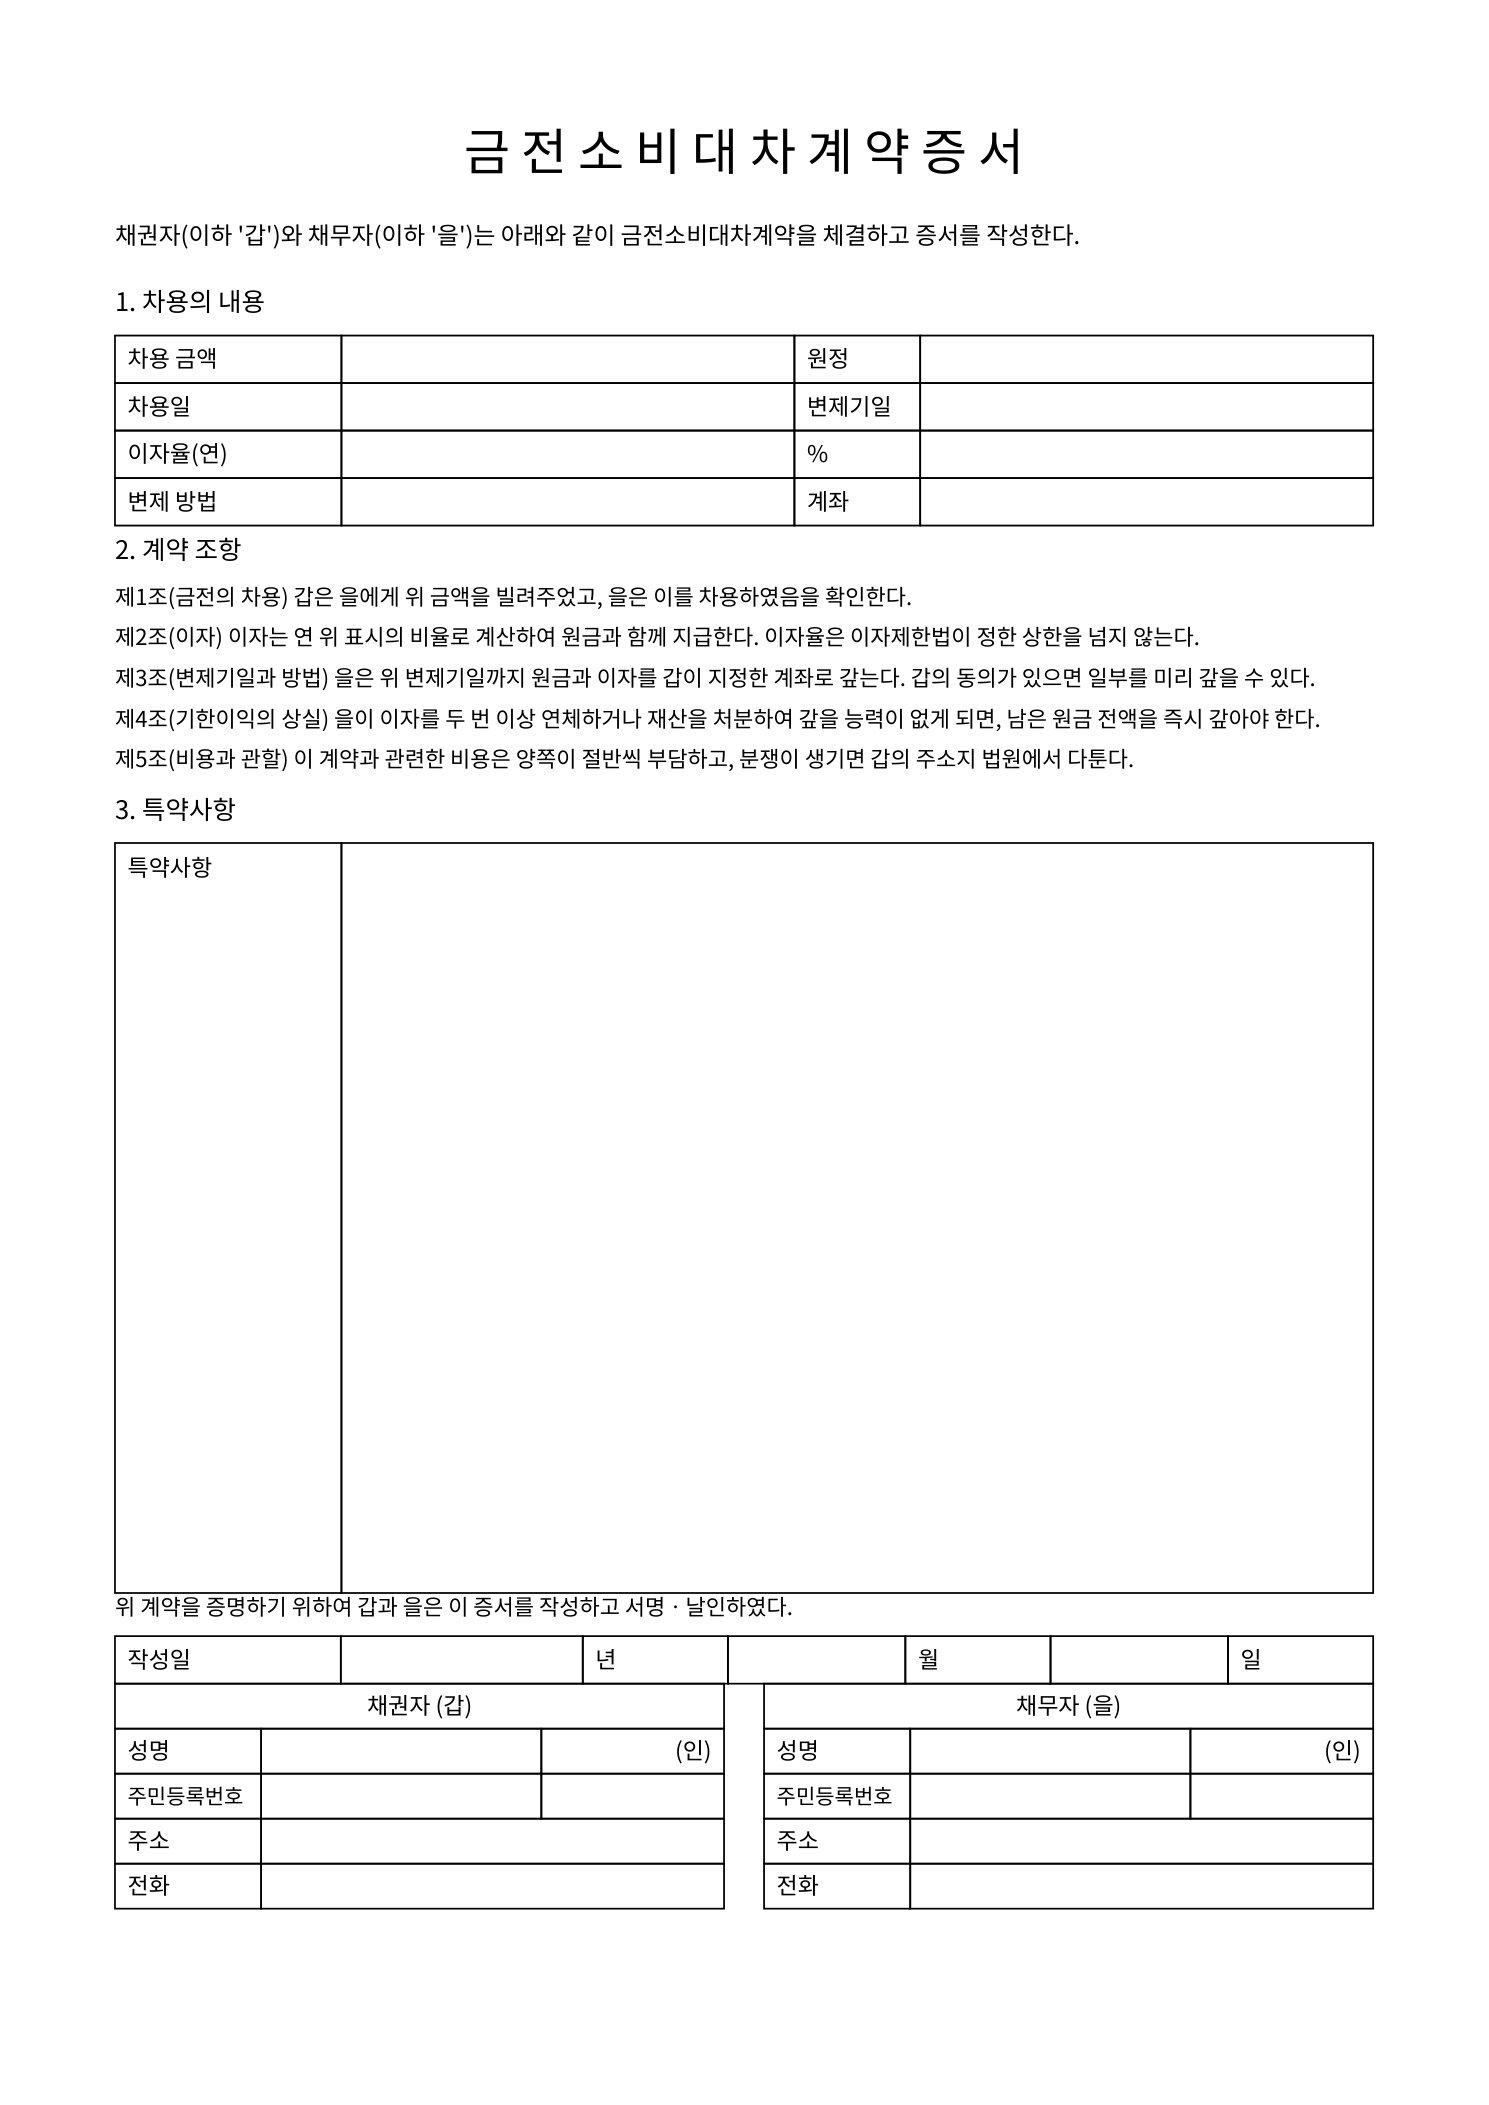 금전소비대차계약증서
채권자(이하 '갑')와 채무자(이하 '을')는 아래와 같이 금전소비대차계약을 체결하고 증서를 작성한다.
1. 차용의 내용
차용 금액 원정
차용일 변제기일
이자율(연) %
변제 방법 계좌
2. 계약 조항
제1조(금전의 차용) 갑은 을에게 위 금액을 빌려주었고, 을은 이를 차용하였음을 확인한다.
제2조(이자) 이자는 연 위 표시의 비율로 계산하여 원금과 함께 지급한다. 이자율은 이자제한법이 정한 상한을 넘지 않는다.
제3조(변제기일과 방법) 을은 위 변제기일까지 원금과 이자를 갑이 지정한 계좌로 갚는다. 갑의 동의가 있으면 일부를 미리 갚을 수 있다.
제4조(기한이익의 상실) 을이 이자를 두 번 이상 연체하거나 재산을 처분하여 갚을 능력이 없게 되면, 남은 원금 전액을 즉시 갚아야 한다.
제5조(비용과 관할) 이 계약과 관련한 비용은 양쪽이 절반씩 부담하고, 분쟁이 생기면 갑의 주소지 법원에서 다툰다.
3. 특약사항
특약사항
위 계약을 증명하기 위하여 갑과 을은 이 증서를 작성하고 서명 · 날인하였다.
작성일 년 월 일
채권자 (갑) 채무자 (을)
성명 (인) 성명 (인)
주민등록번호 주민등록번호
주소 주소
전화 전화